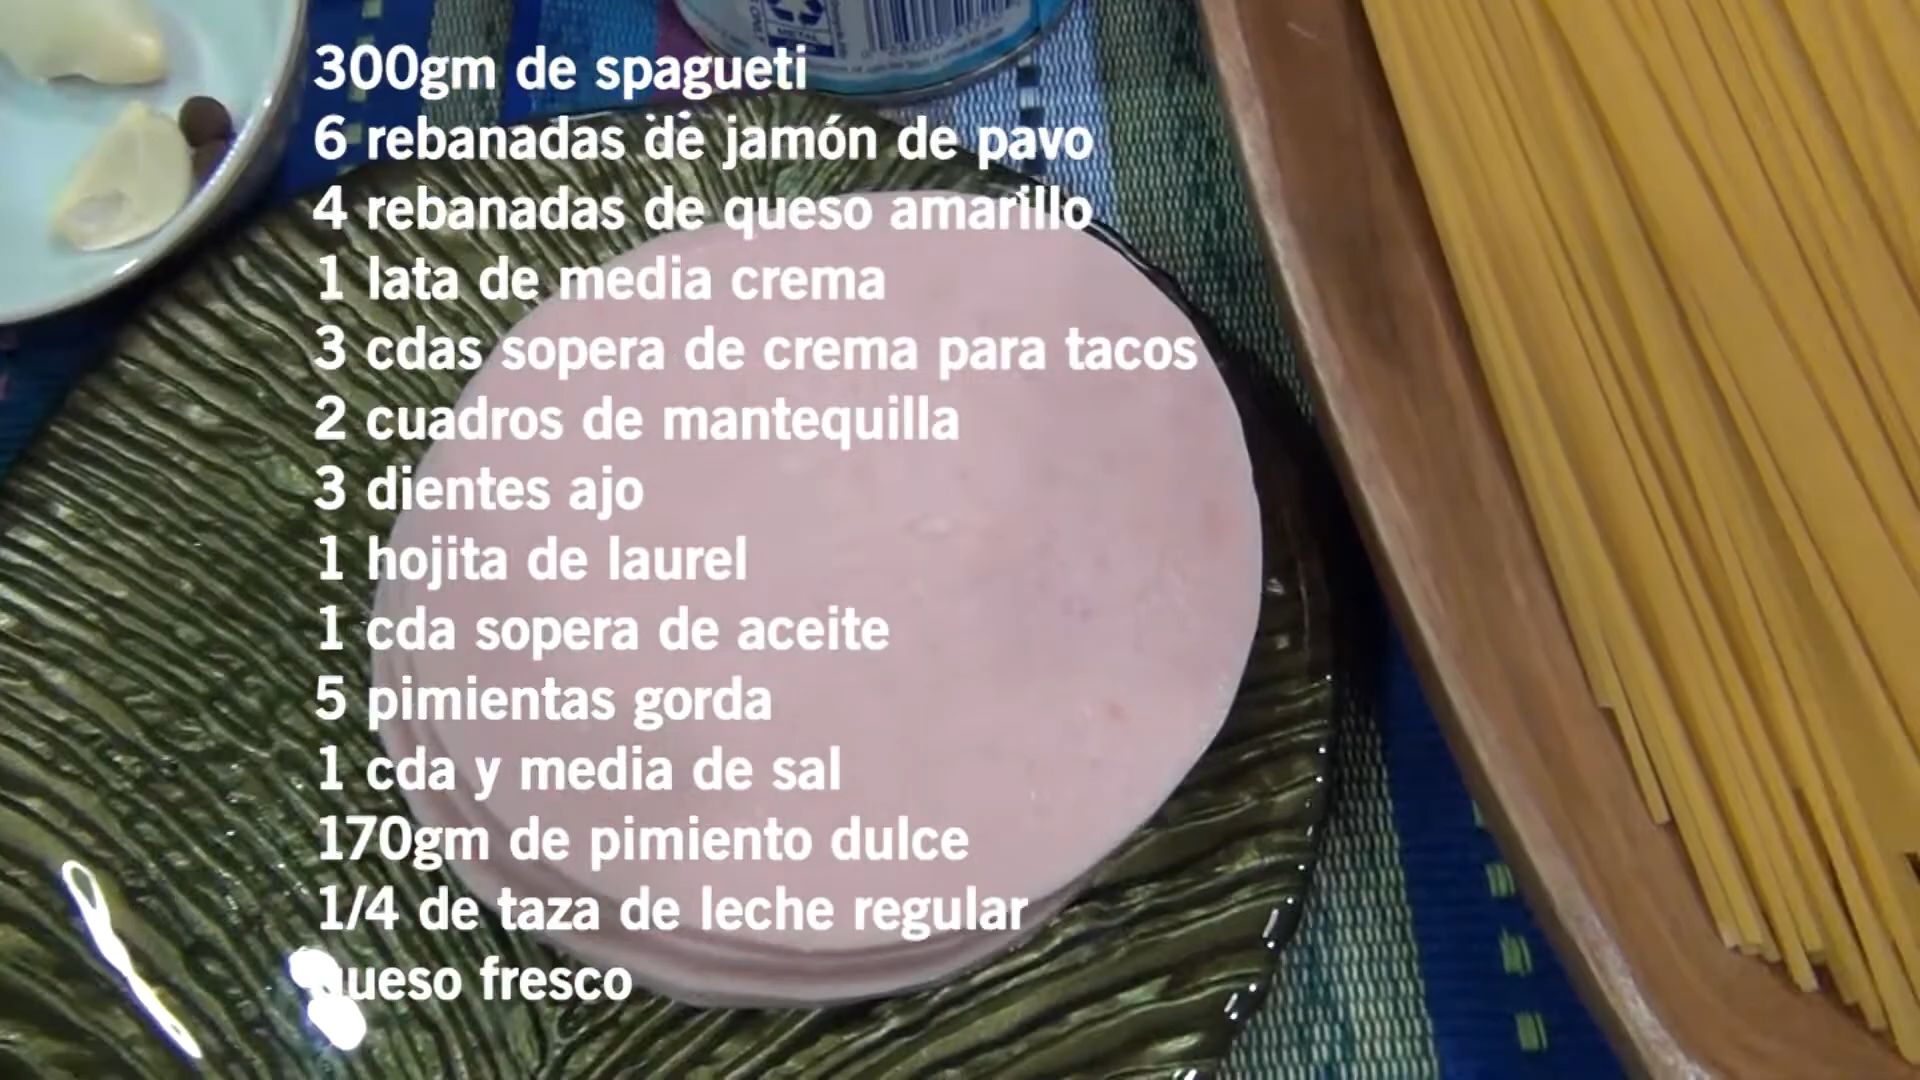 METAL
300gm de spagueti
6 rebanadas de jamón de pavo
4 rebanadas de queso amarillo
1 lata de media crema
3 cdas sopera de crema para tacos
2 cuadros de mantequilla
3 dientes ajo
1 hojita de laurel
1 cda sopera de aceite
5 pimientas gorda
1 cda y media de sal
170gm de pimiento dulce
1/4 de taza de leche regular
queso fresco